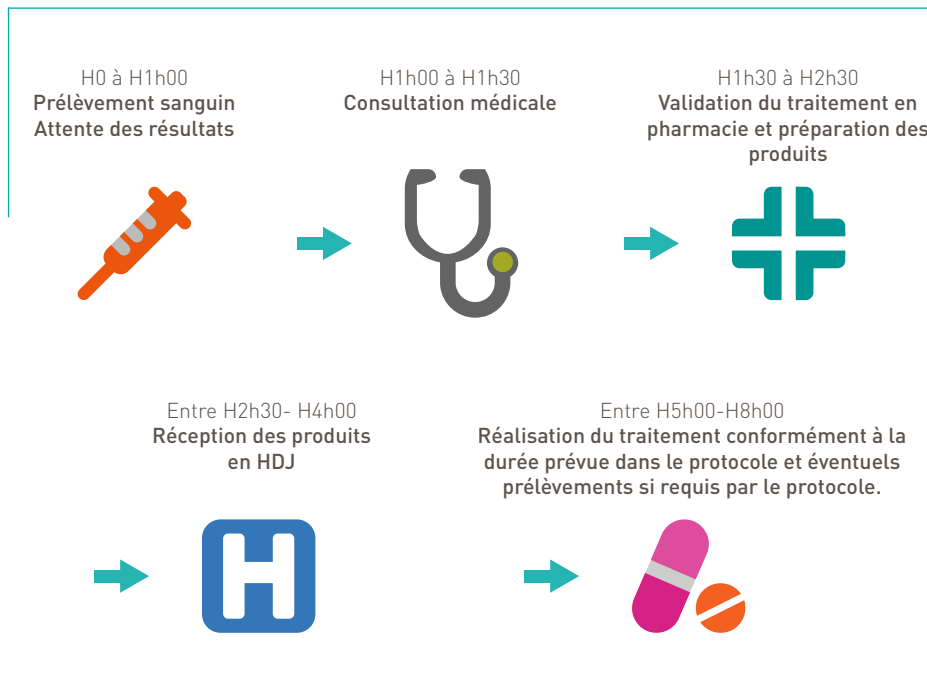 H0 à H1h00
Prélèvement sanguin
Attente des résultats
H1h00 à H1h30
Consultation médicale
H1h30 à H2h30
Validation du traitement en
pharmacie et préparation des
produits
Entre H2h30- H4h00
Réception des produits
en HDJ
H
Entre H5h00-H8h00
Réalisation du traitement conformément à la
durée prévue dans le protocole et éventuels
prélèvements si requis par le protocole.